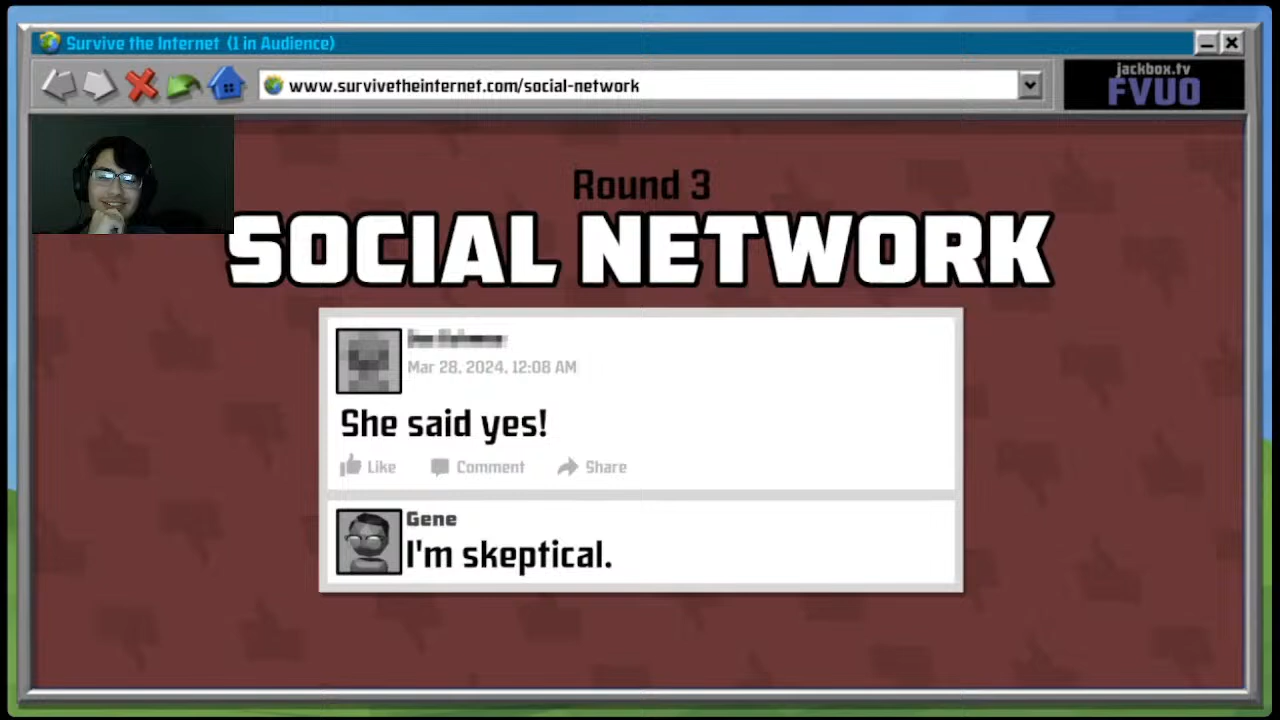 Survive the Internet (1 in Audience)
www.survivetheinternet.com/social-network
jackbox.tv
FVUO
Round 3
SOCIAL NETWORK
Mar 28, 2024, 12:08 AM
She said yes!
Like Comment Share
Gene
I'm skeptical.